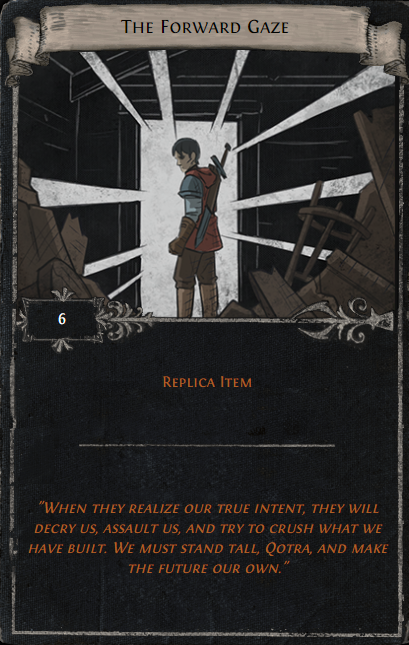 The Forward Gaze
6
Replica Item
"When they realize our true intent, they will
decry us, assault us, and try to crush what we
have built. We must stand tall, Qotra, and make
the future our own."